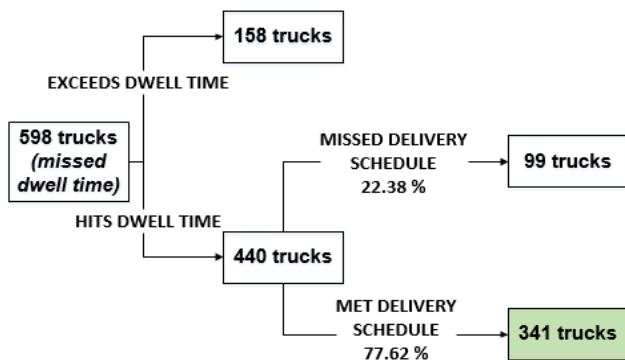 158 trucks
EXCEEDS DWELL TIME
598 trucks
(missed
dwell time)
HITS DWELL TIME
440 trucks
MISSED DELIVERY
SCHEDULE
22.38 %
99 trucks
MET DELIVERY
SCHEDULE
77.62 %
341 trucks